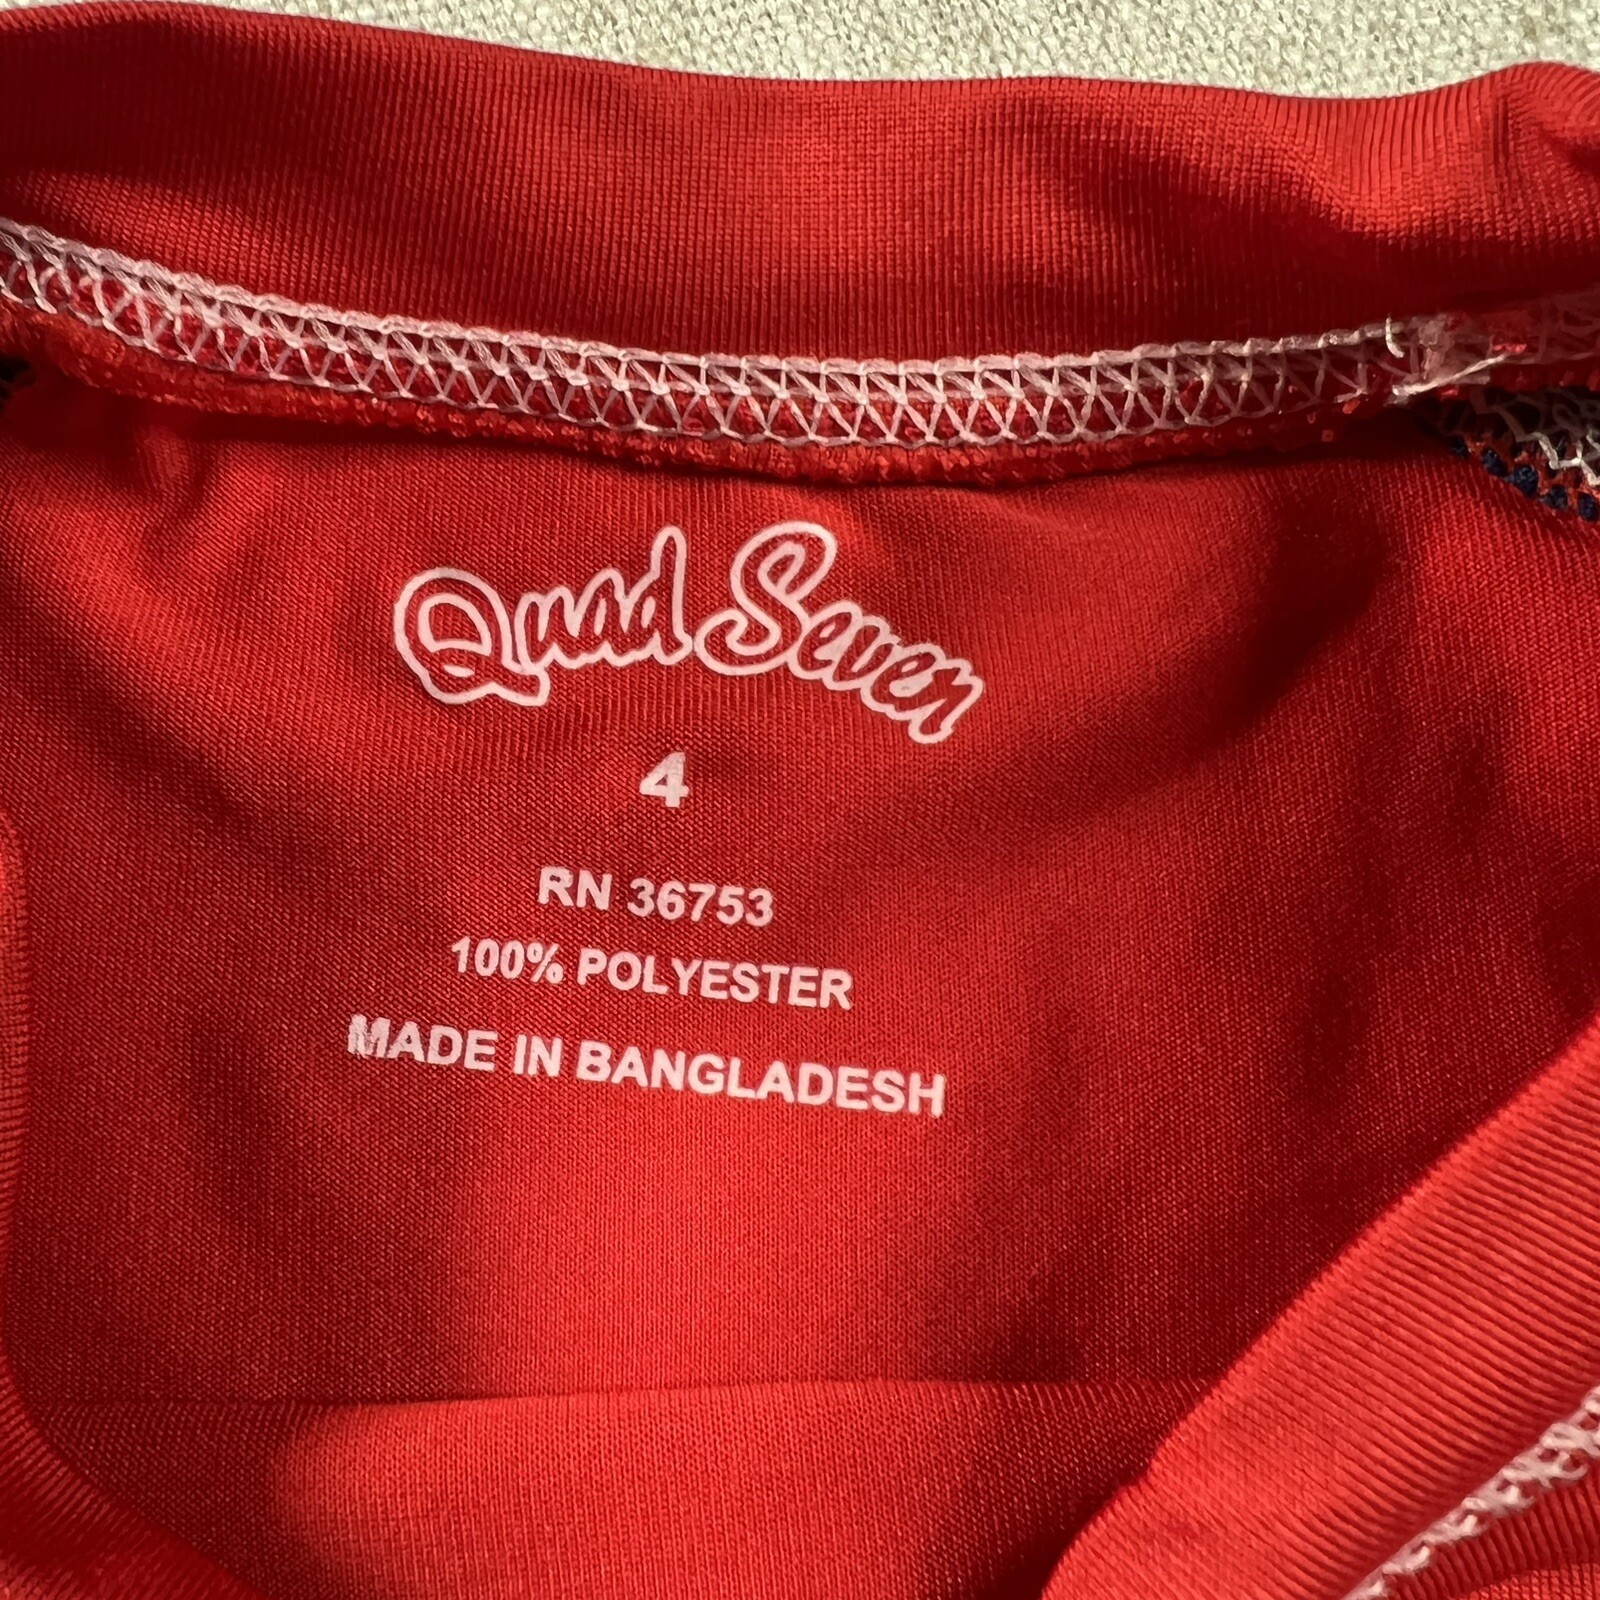 Quad Seven
4
RN 36753
100% POLYESTER
MADE IN BANGLADESH